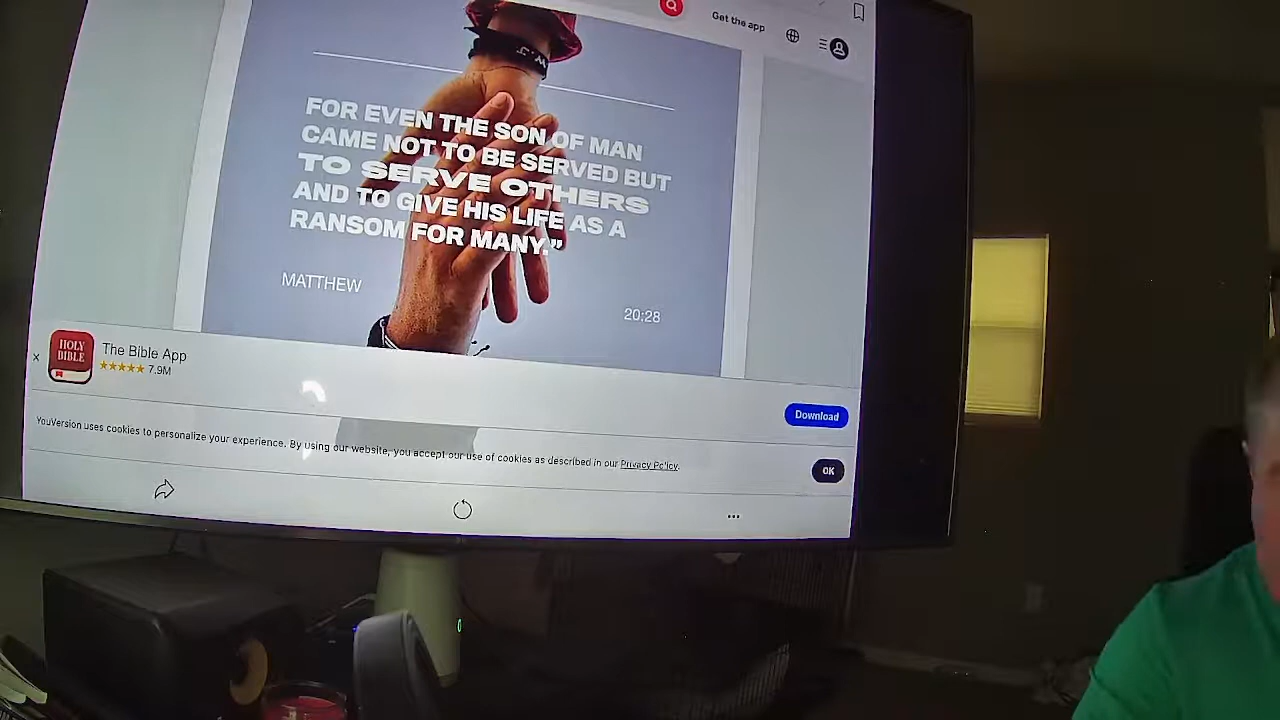 Get the app
FOR EVEN THE SON OF MAN
CAME NOT TO BE SERVED BUT
TO SERVE OTHERS
AND TO GIVE HIS LIFE AS A
RANSOM FOR MANY.”
MATTHEW
20:28
HOLY
BIBLE
The Bible App
★★★★★ 7.9M
Download
YouVersion uses cookies to personalize your experience. By using our website, you accept our use of cookies as described in our Privacy Policy.
OK